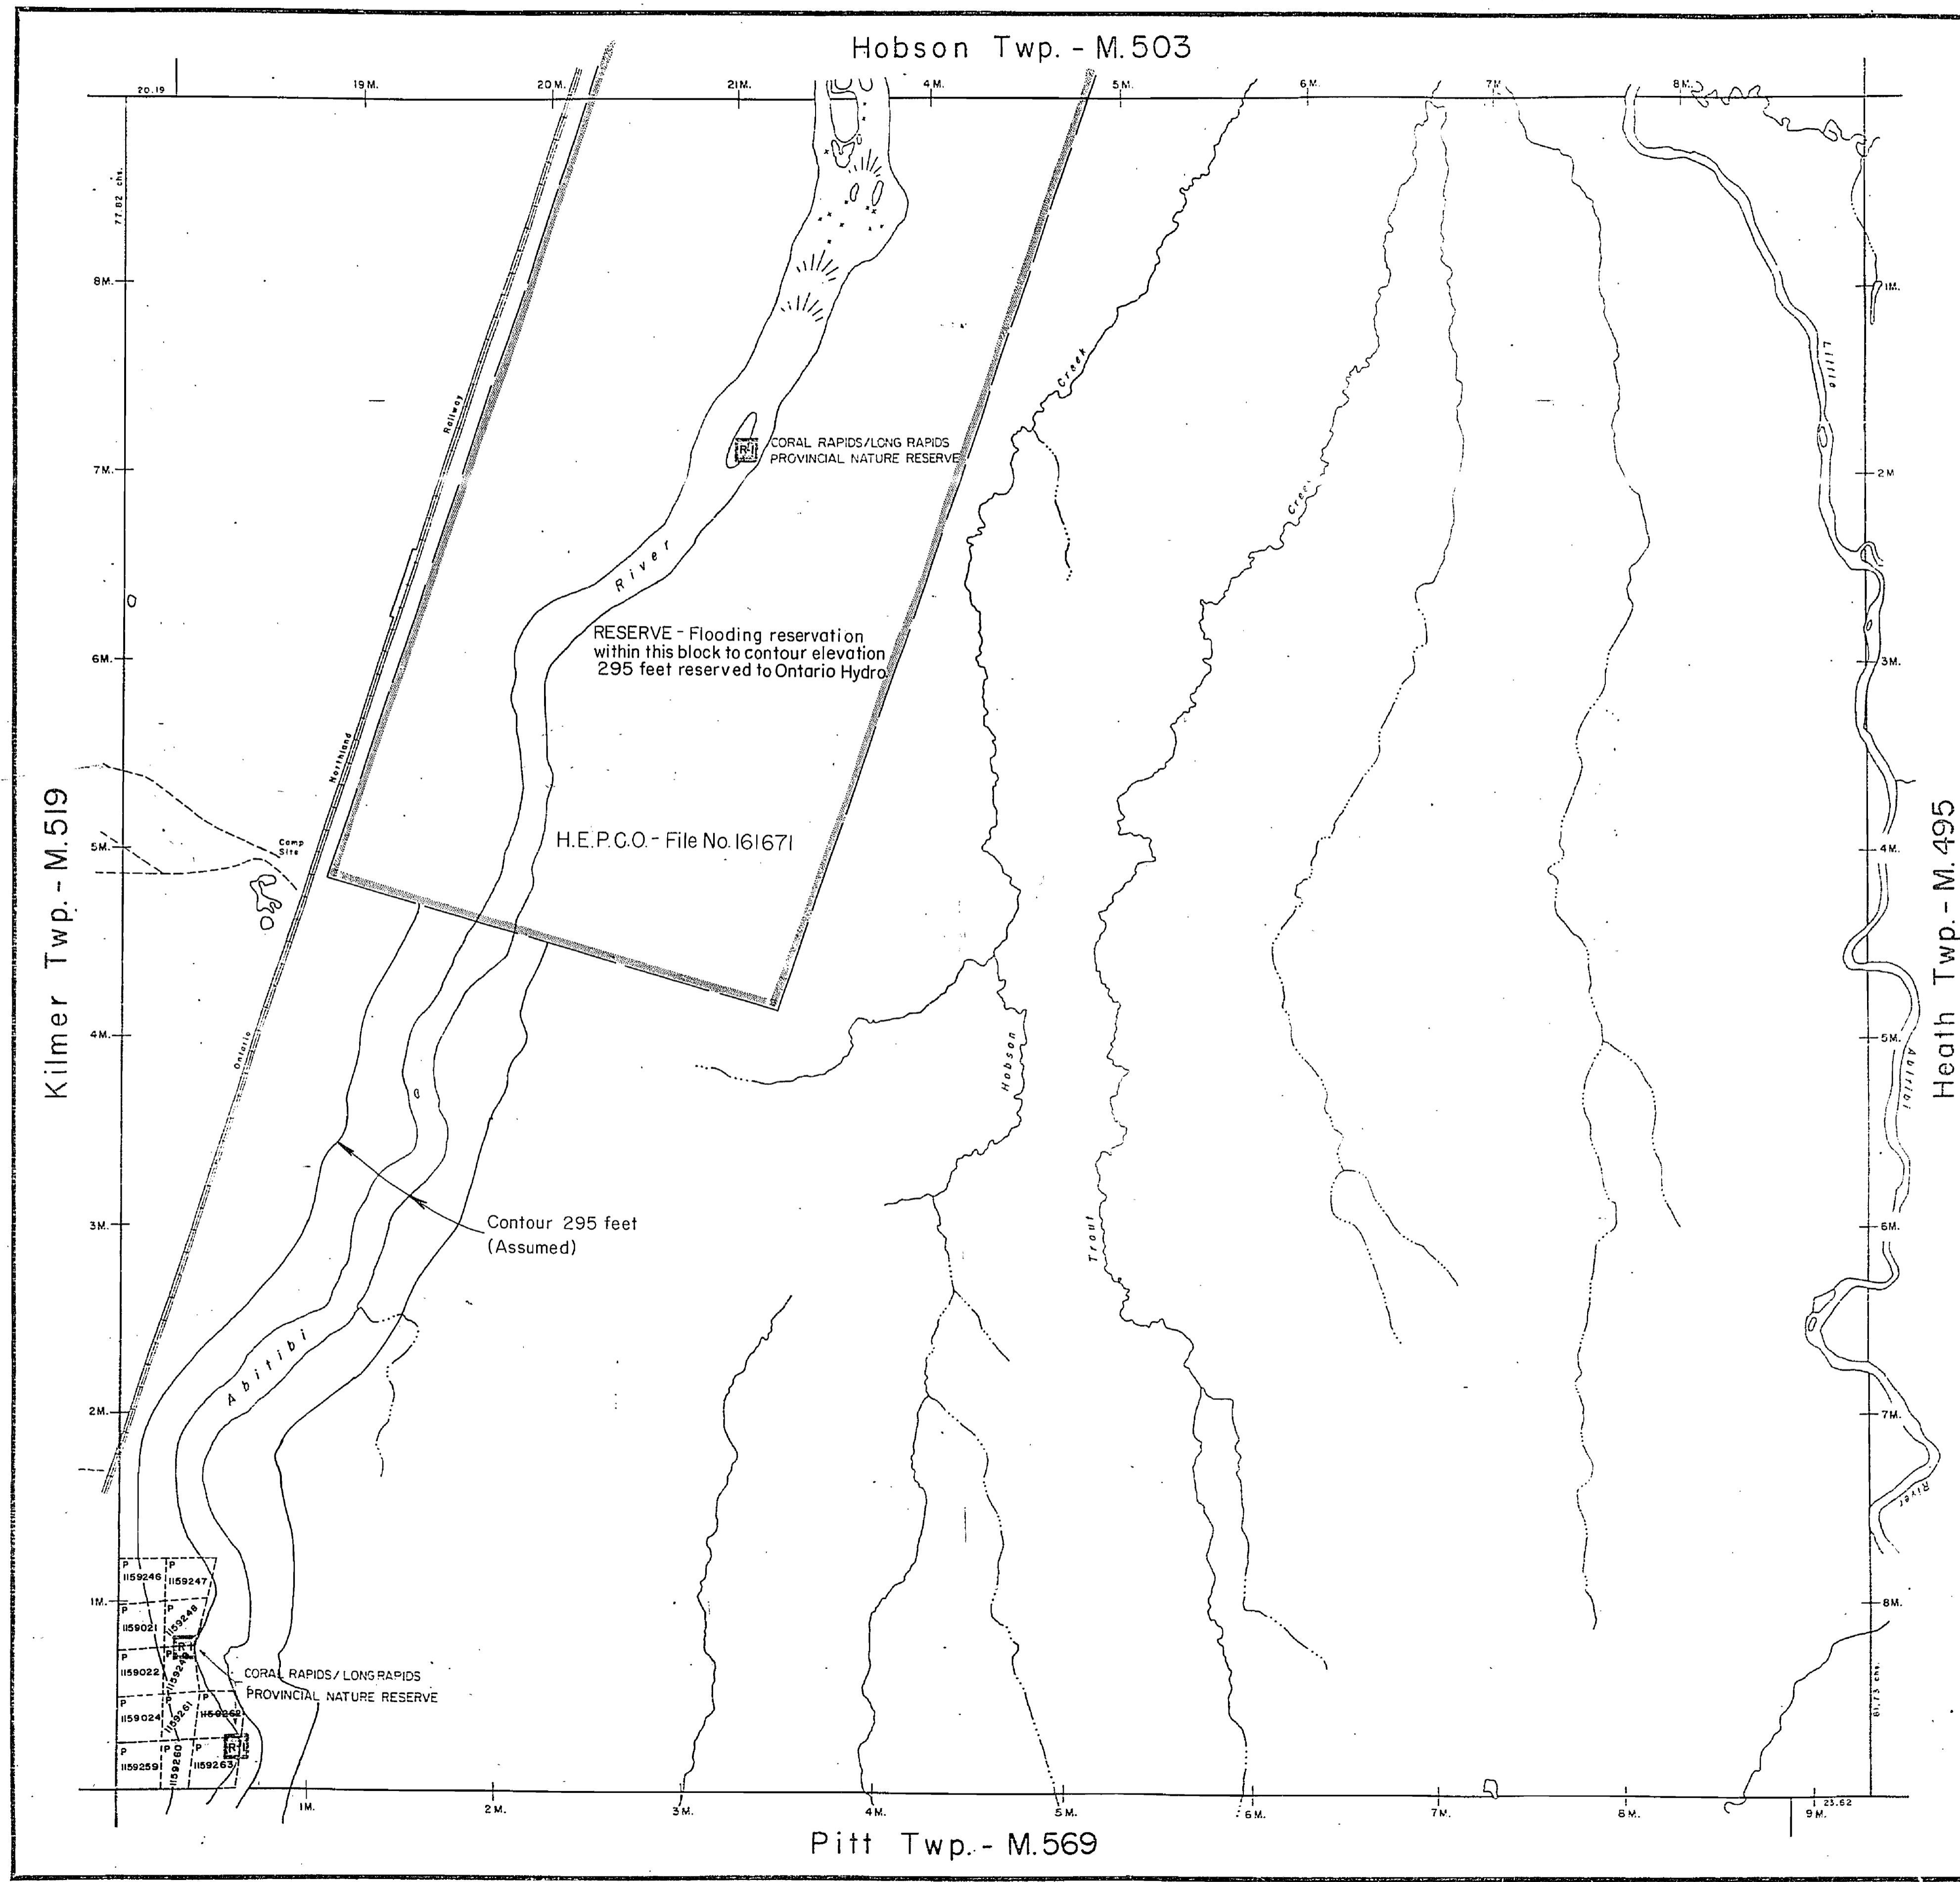 Hobson Twp. - M.503
20.19
19M.
20M.
21M.
4M.
5M.
6M.
7M.
8M.
77.82 chs.
8M.
7M.
6M.
5M.
4M.
3M.
2M.
1M.
Kilmer Twp. - M.519
Railway
Northland
Ontario
Camp
Site
CORAL RAPIDS/LONG RAPIDS
PROVINCIAL NATURE RESERVE
River
RESERVE - Flooding reservation
within this block to contour elevation
295 feet reserved to Ontario Hydro
H.E.P.C.O. - File No. 161671
Contour 295 feet
(Assumed)
Abitibi
Creek
Hobson
Trout
Little
Abitibi
River
1M.
2M
3M.
4M.
5M.
6M.
7M.
8M.
81.73 chs.
Heath Twp. - M.495
P
1159246
P
1159247
P
1159021
P
1159248
R
P
1159022
P
CORAL RAPIDS/LONG RAPIDS
PROVINCIAL NATURE RESERVE
P
1159024
P
1159261
P
1159262
P
1159259
P
1159260
P
1159263
R
1M.
2M.
3M.
4M.
5M.
6M.
7M.
8M.
9M.
23.62
Pitt Twp. - M.569